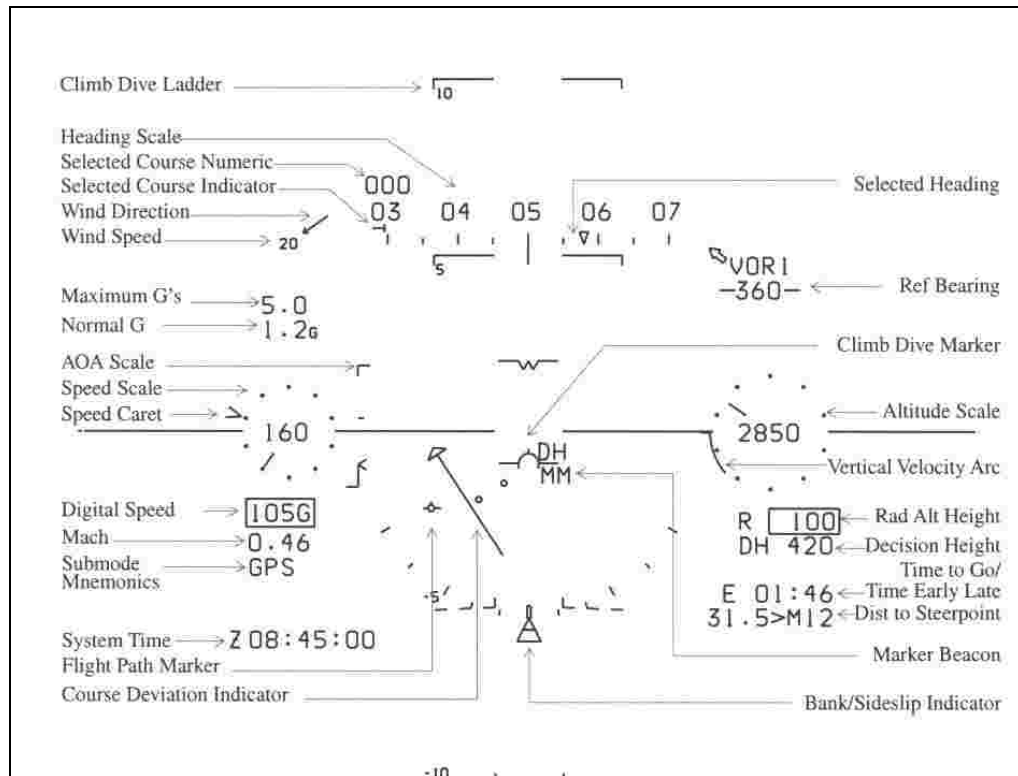 Climb Dive Ladder
10
Heading Scale
Selected Course Numeric
000
Selected Course Indicator
03 04 05 06 07
Selected Heading
Wind Direction
Wind Speed
20
5
VOR1
-360-
Ref Bearing
Maximum G's
5.0
Normal G
1.2G
Climb Dive Marker
AOA Scale
Speed Scale
Speed Caret
160
2850
Altitude Scale
DH
MM
Vertical Velocity Arc
Digital Speed
105G
R 100
Rad Alt Height
Mach
0.46
DH 420
Decision Height
Submode
Mnemonics
GPS
Time to Go/
E 01:46
Time Early Late
-5
31.5>M12
Dist to Steerpoint
System Time
Z 08:45:00
Flight Path Marker
Marker Beacon
Course Deviation Indicator
Bank/Sideslip Indicator
-10